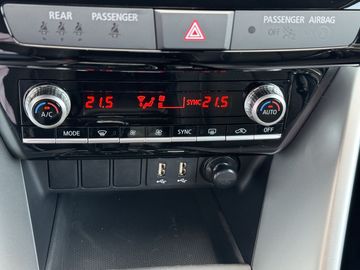 REAR PASSENGER
PASSENGER AIRBAG
OFF
21.5 SYNC 21.5
A/C AUTO
MODE SYNC OFF